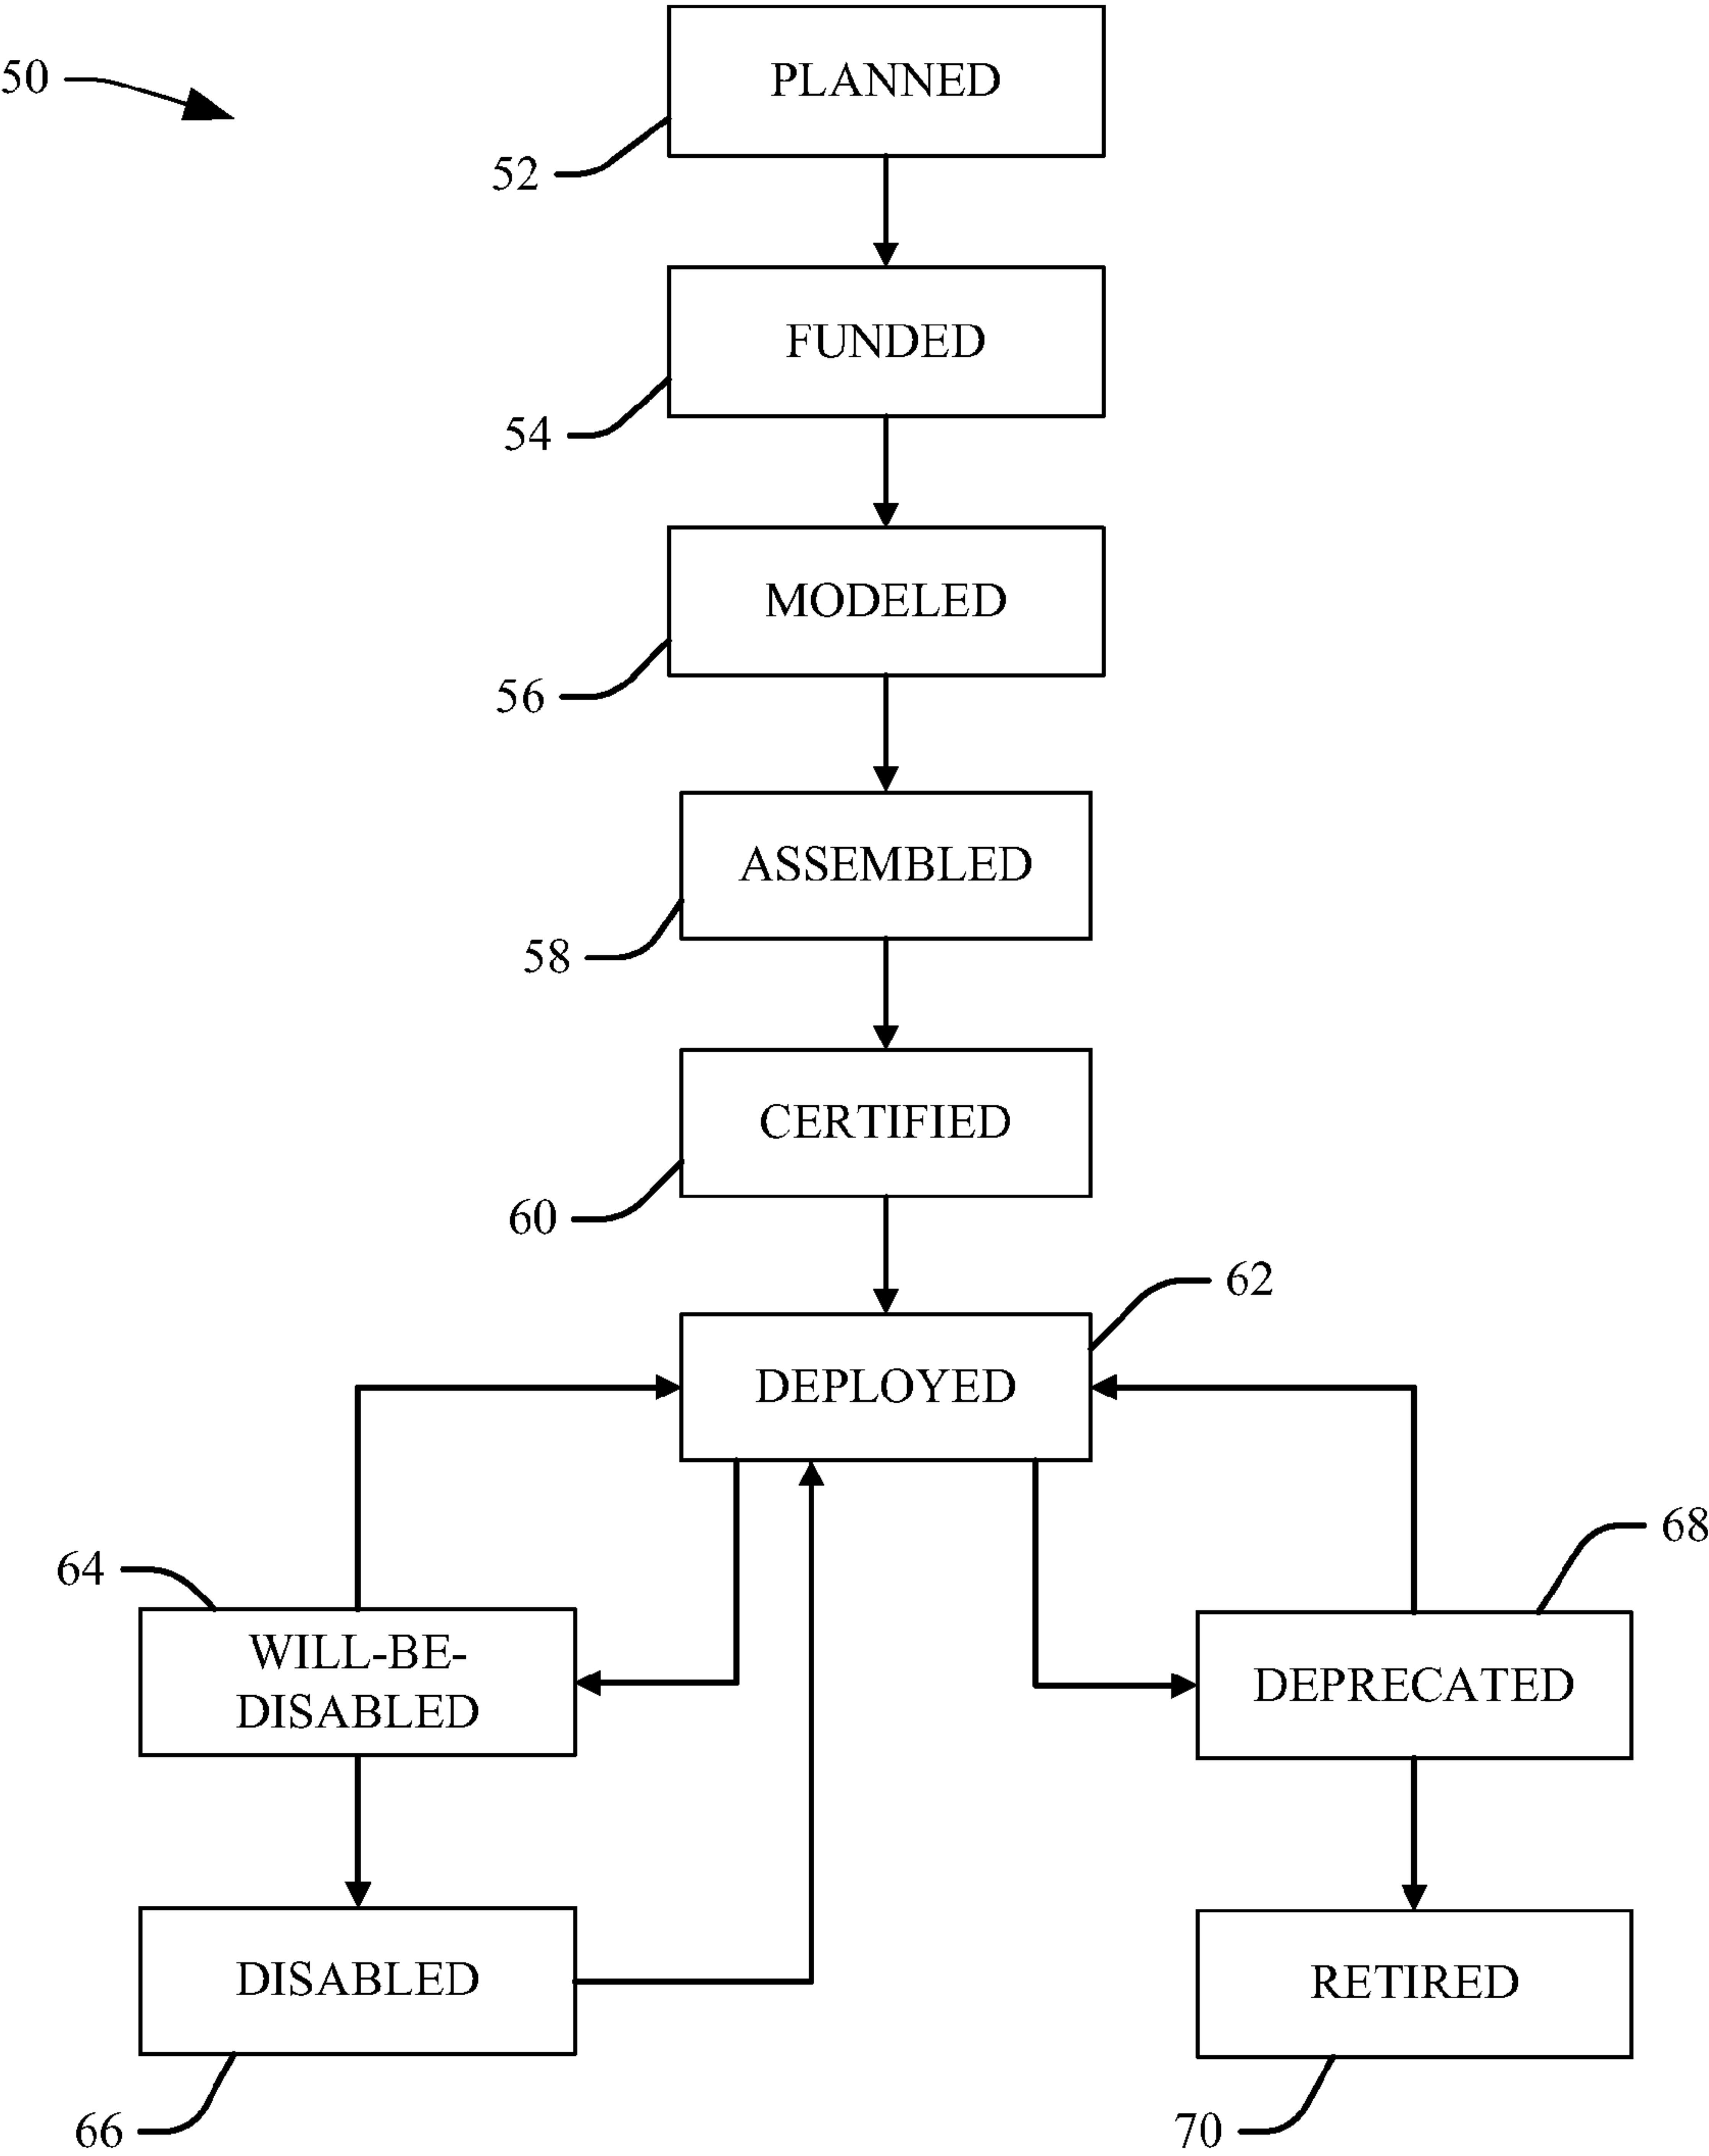 50
PLANNED
52
FUNDED
54
MODELED
56
ASSEMBLED
58
CERTIFIED
60
62
DEPLOYED
64
68
WILL-BE-
DISABLED
DEPRECATED
DISABLED
RETIRED
66
70